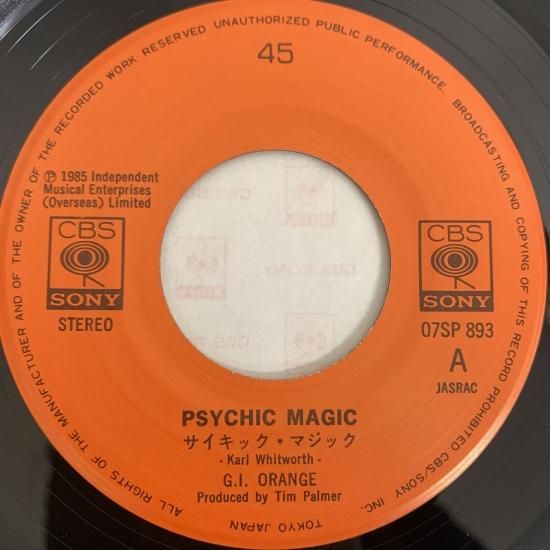 ALL RIGHTS OF THE MANUFACTURER AND OF THE OWNER OF THE RECORDED WORK RESERVED UNAUTHORIZED PUBLIC PERFORMANCE. BROADCASTING AND COPYING OF THIS RECORD PROHIBITED CBS/SONY INC.
TOKYO JAPAN
45
℗ 1985 Independent
Musical Enterprises
(Overseas) Limited
CBS
SONY
STEREO
CBS
SONY
07SP 893
A
JASRAC
PSYCHIC MAGIC
サイキック・マジック
- Karl Whitworth -
G.I. ORANGE
Produced by Tim Palmer